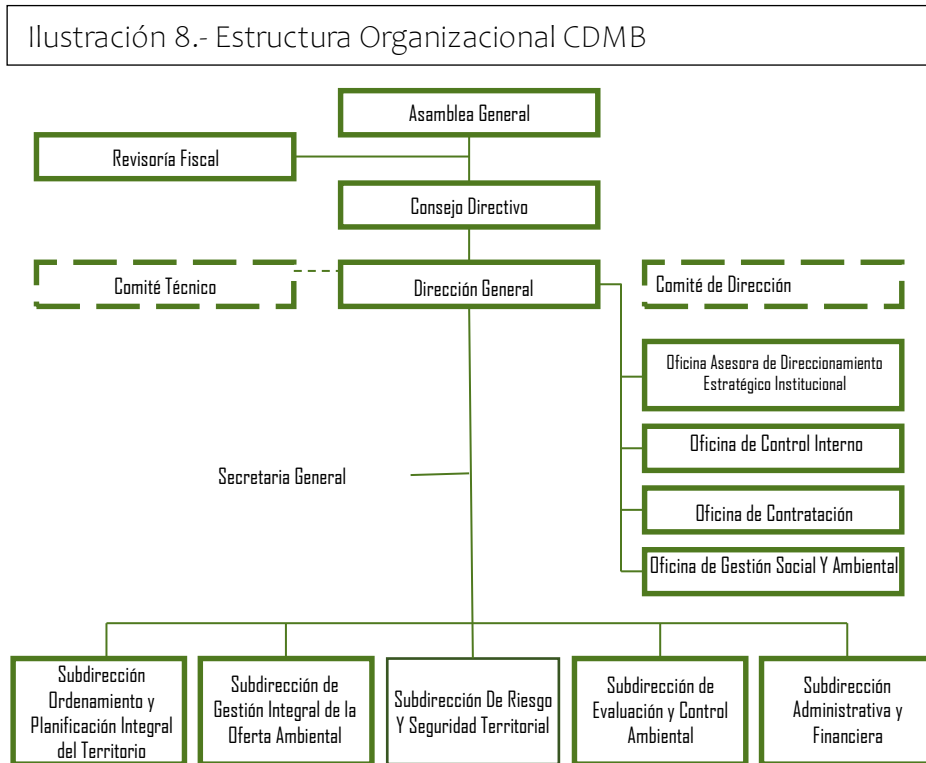 Ilustración 8.- Estructura Organizacional CDMB
Asamblea General
Revisoría Fiscal
Consejo Directivo
Comité Técnico
Dirección General
Comité de Dirección
Oficina Asesora de Direccionamiento
Estratégico Institucional
Oficina de Control Interno
Secretaria General
Oficina de Contratación
Oficina de Gestión Social Y Ambiental
Subdirección
Ordenamiento y
Planificación Integral
del Territorio
Subdirección de
Gestión Integral de la
Oferta Ambiental
Subdirección De Riesgo
Y Seguridad Territorial
Subdirección de
Evaluación y Control
Ambiental
Subdirección
Administrativa y
Financiera